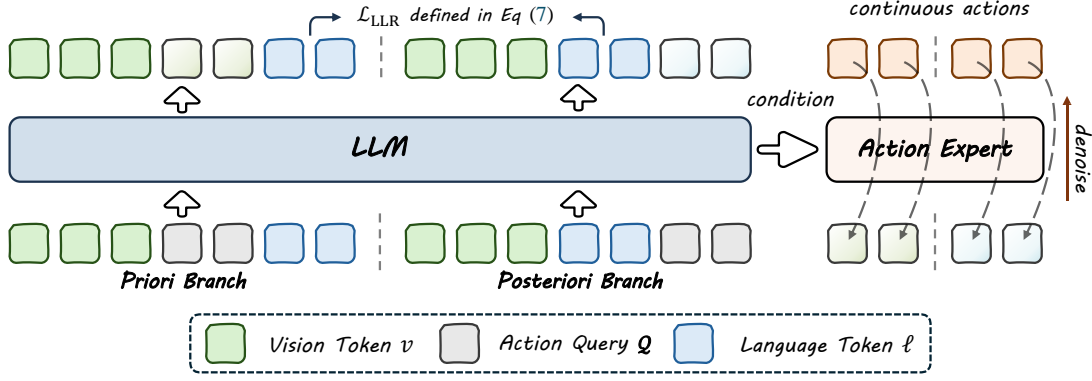 ℒ_LLR defined in Eq (7)
continuous actions
condition
LLM
Action Expert
denoise
Priori Branch
Posteriori Branch
Vision Token v
Action Query Q
Language Token ℓ